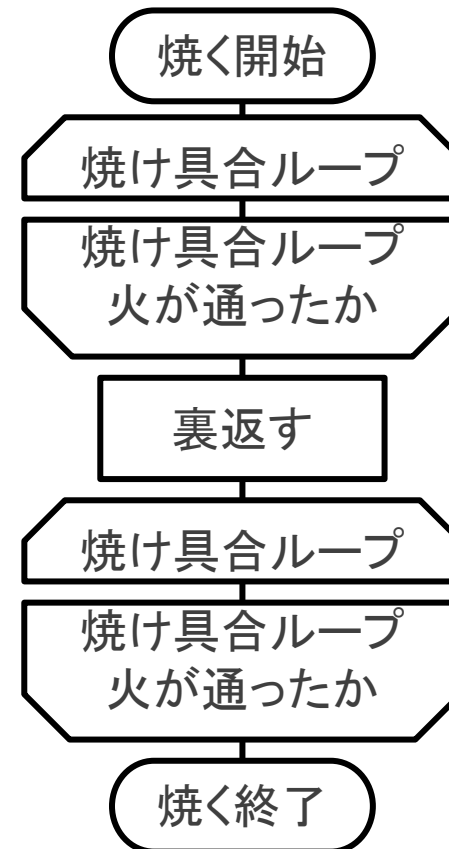 焼く開始
焼け具合ループ
焼け具合ループ
火が通ったか
裏返す
焼け具合ループ
焼け具合ループ
火が通ったか
焼く終了